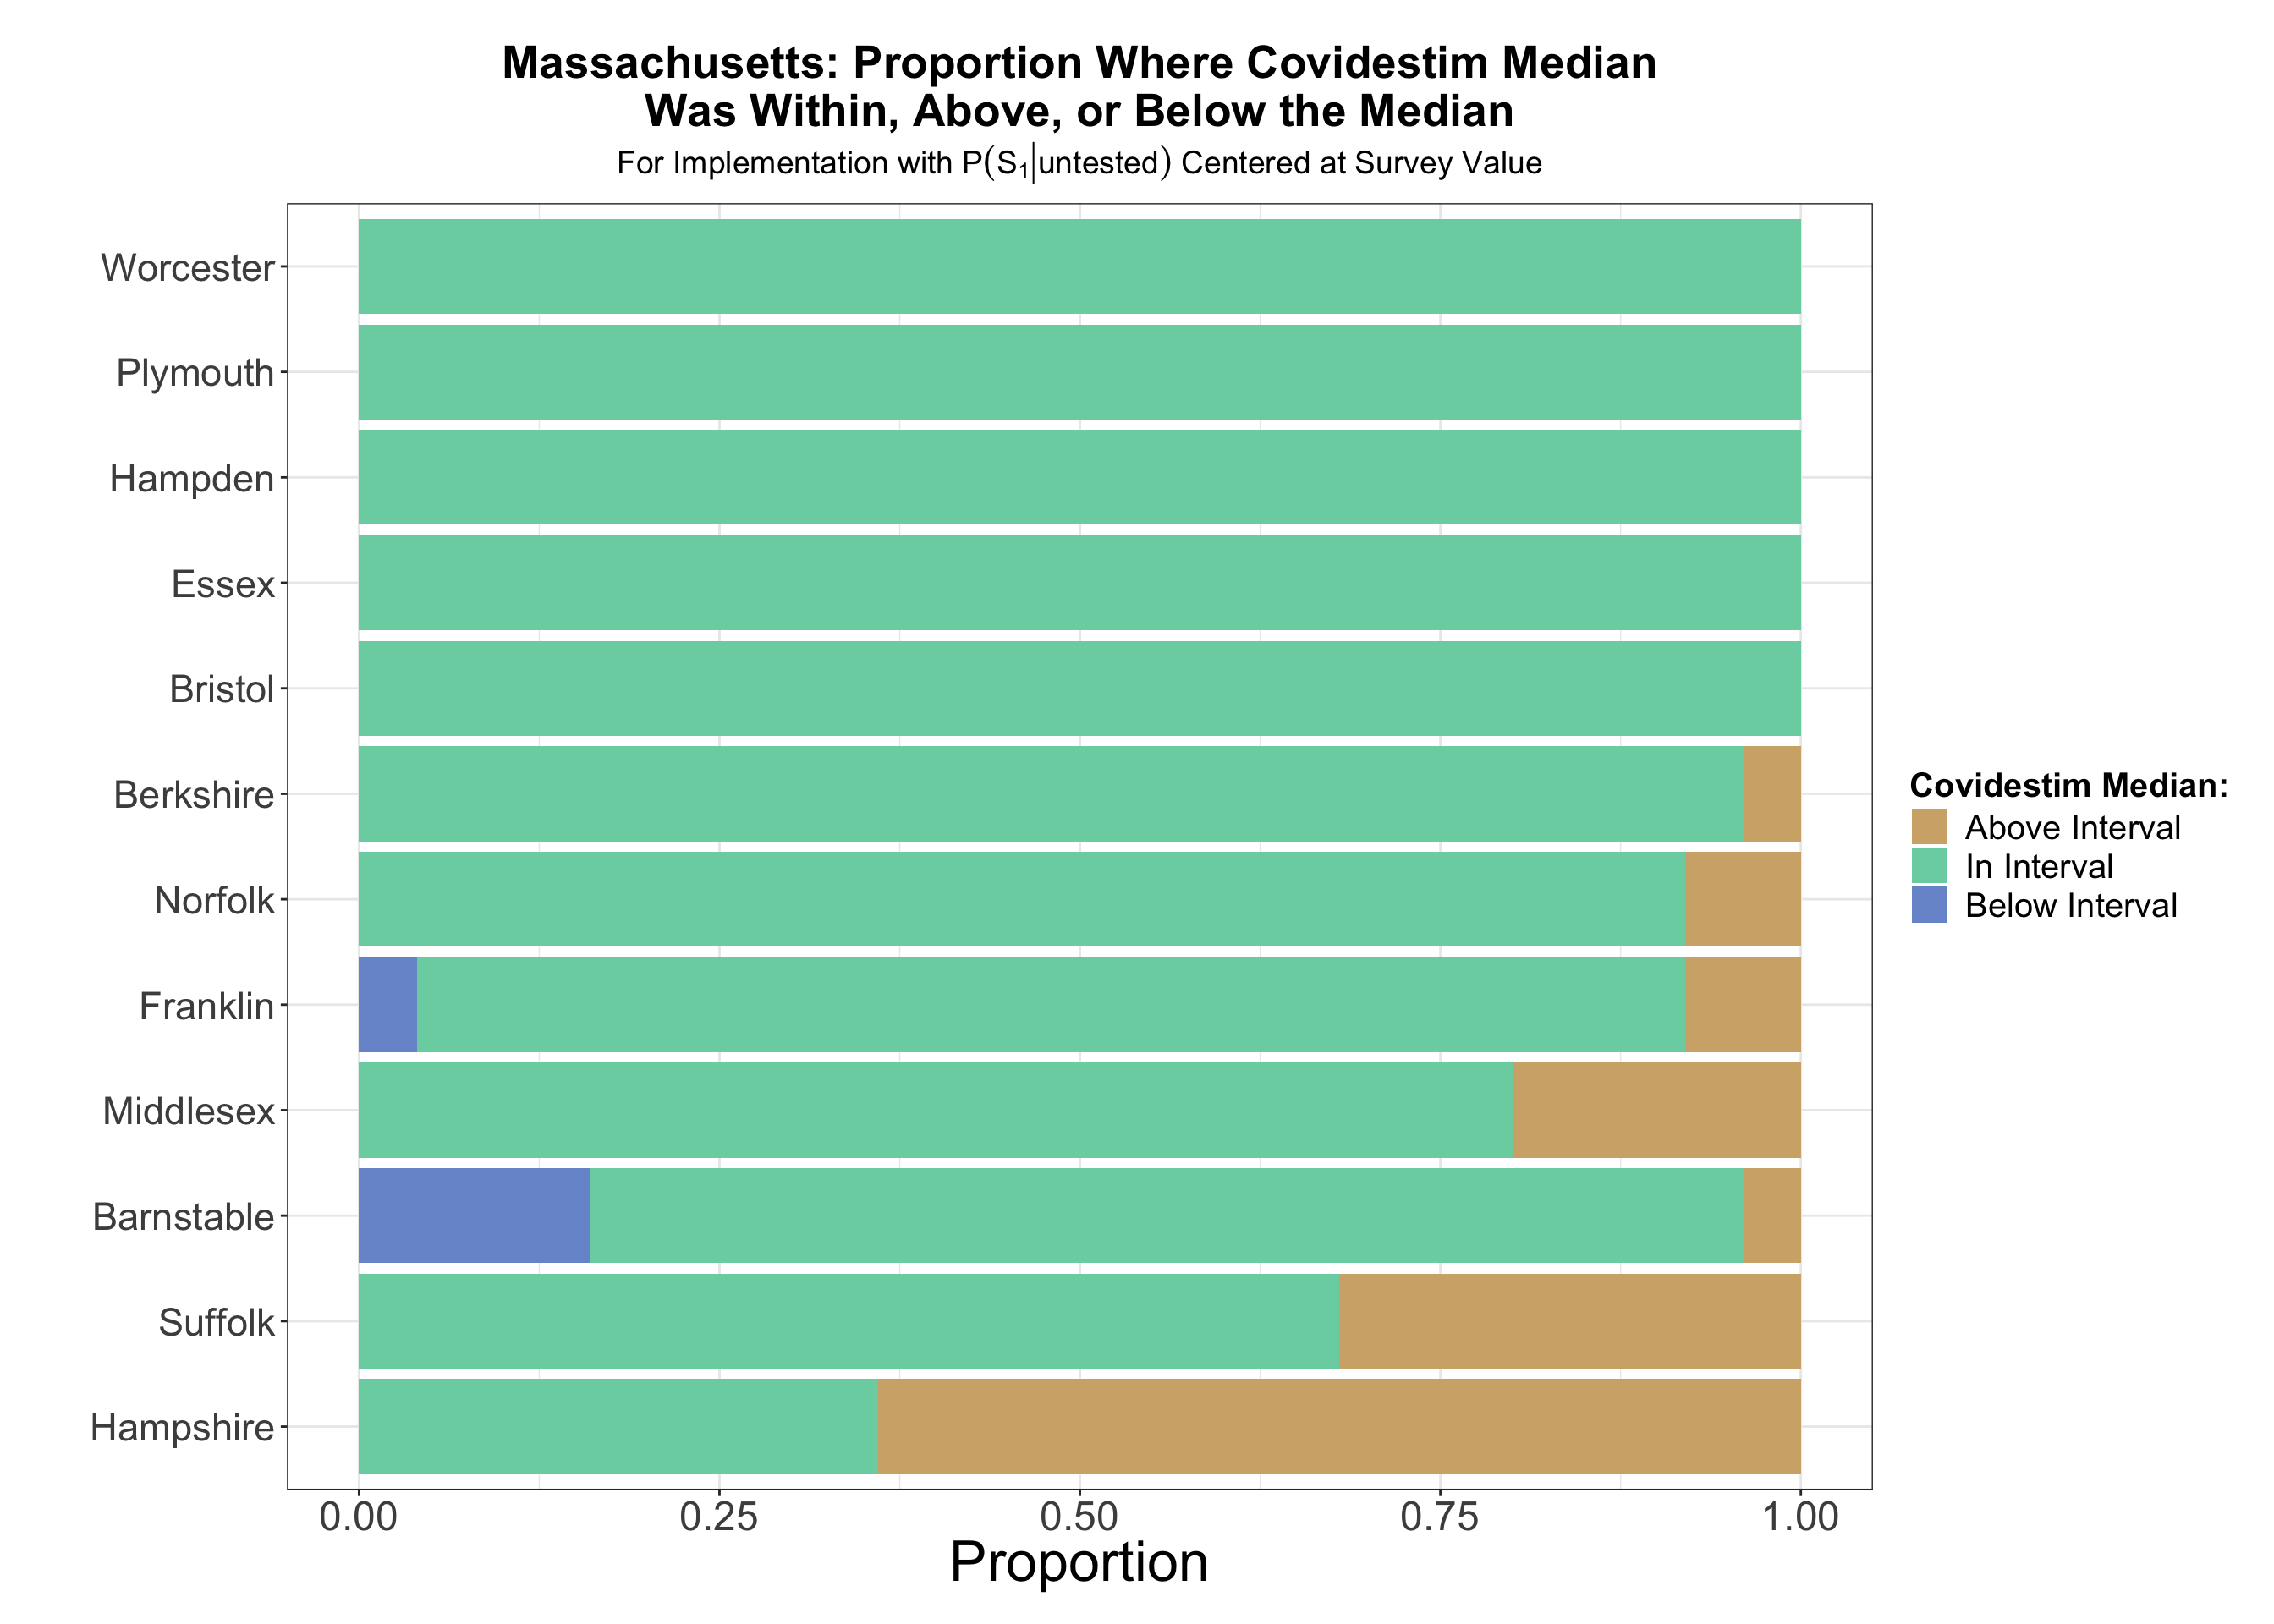 Massachusetts: Proportion Where Covidestim Median
Was Within, Above, or Below the Median
For Implementation with P(S₁|untested) Centered at Survey Value
Worcester
Plymouth
Hampden
Essex
Bristol
Berkshire
Norfolk
Franklin
Middlesex
Barnstable
Suffolk
Hampshire
0.00 0.25 0.50 0.75 1.00
Proportion
Covidestim Median:
Above Interval
In Interval
Below Interval